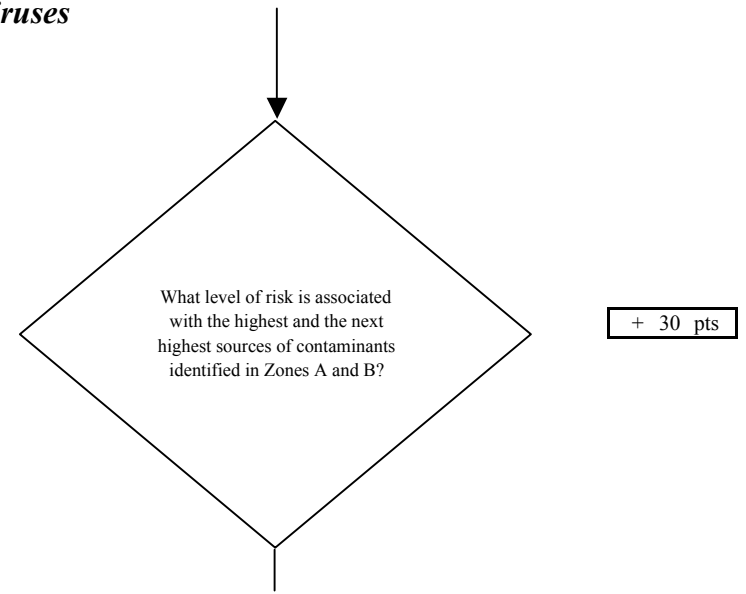 ruses
What level of risk is associated
with the highest and the next
highest sources of contaminants
identified in Zones A and B?
+ 30 pts